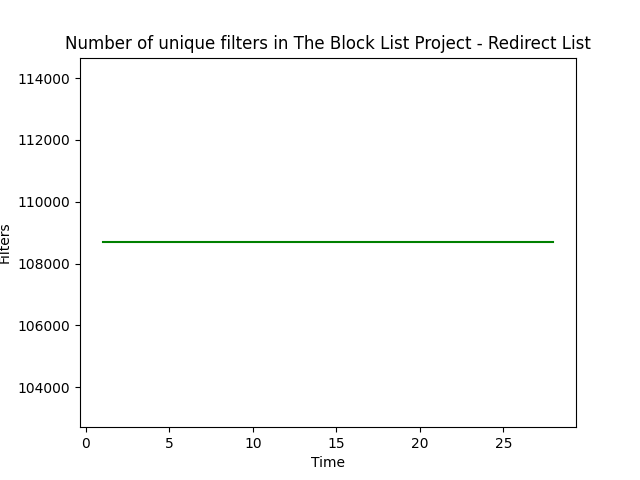 Number of unique filters in The Block List Project - Redirect List
114000
112000
110000
108000
106000
104000
Filters
0 5 10 15 20 25
Time